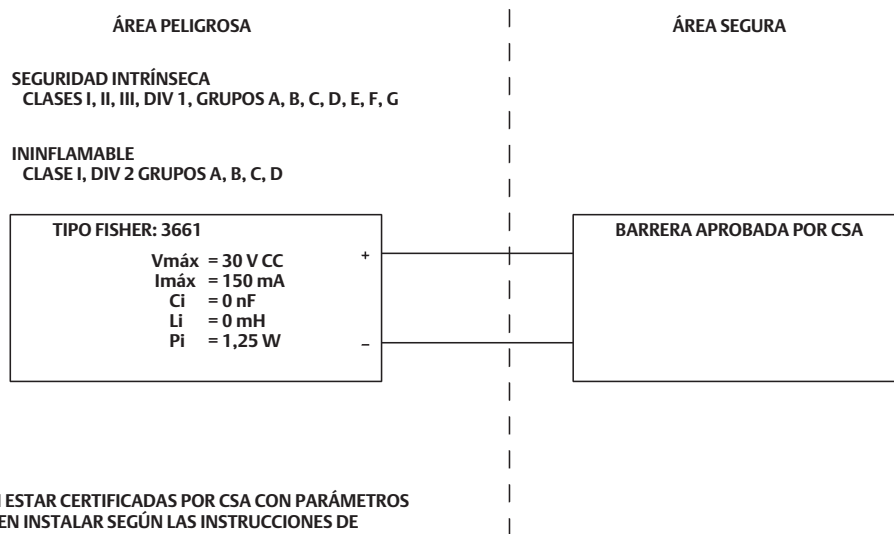 ÁREA PELIGROSA
ÁREA SEGURA
SEGURIDAD INTRÍNSECA
CLASES I, II, III, DIV 1, GRUPOS A, B, C, D, E, F, G
ININFLAMABLE
CLASE I, DIV 2 GRUPOS A, B, C, D
TIPO FISHER: 3661
Vmáx = 30 V CC
Imáx = 150 mA
Ci = 0 nF
Li = 0 mH
Pi = 1,25 W
+
–
BARRERA APROBADA POR CSA
ESTAR CERTIFICADAS POR CSA CON PARÁMETROS
EN INSTALAR SEGÚN LAS INSTRUCCIONES DE